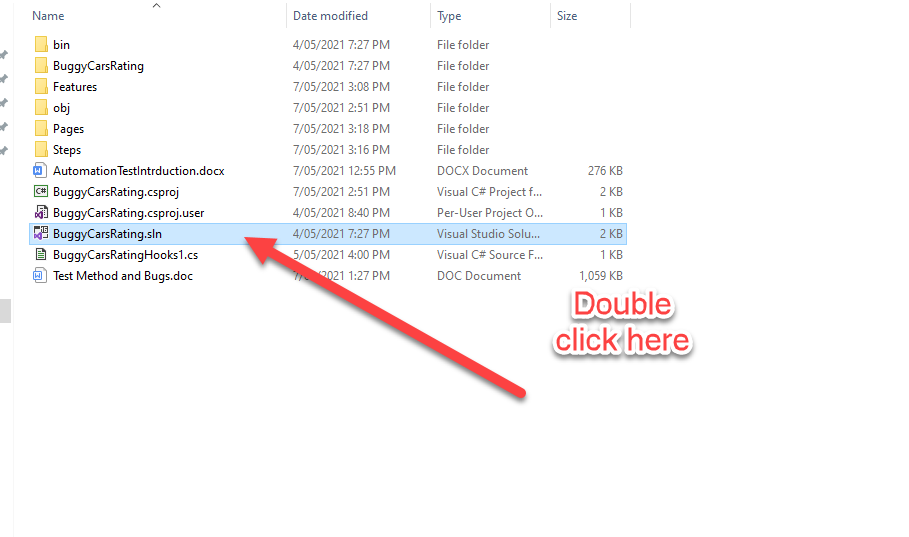 Name Date modified Type Size
bin 4/05/2021 7:27 PM File folder
BuggyCarsRating 4/05/2021 7:27 PM File folder
Features 7/05/2021 3:08 PM File folder
obj 7/05/2021 2:51 PM File folder
Pages 7/05/2021 3:18 PM File folder
Steps 7/05/2021 3:16 PM File folder
AutomationTestIntrduction.docx 7/05/2021 12:55 PM DOCX Document 276 KB
BuggyCarsRating.csproj 7/05/2021 2:51 PM Visual C# Project f... 2 KB
BuggyCarsRating.csproj.user 4/05/2021 8:40 PM Per-User Project O... 1 KB
BuggyCarsRating.sln 4/05/2021 7:27 PM Visual Studio Solu... 2 KB
BuggyCarsRatingHooks1.cs 5/05/2021 4:00 PM Visual C# Source F... 1 KB
Test Method and Bugs.doc 7/05/2021 1:27 PM DOC Document 1,059 KB
Double
click here